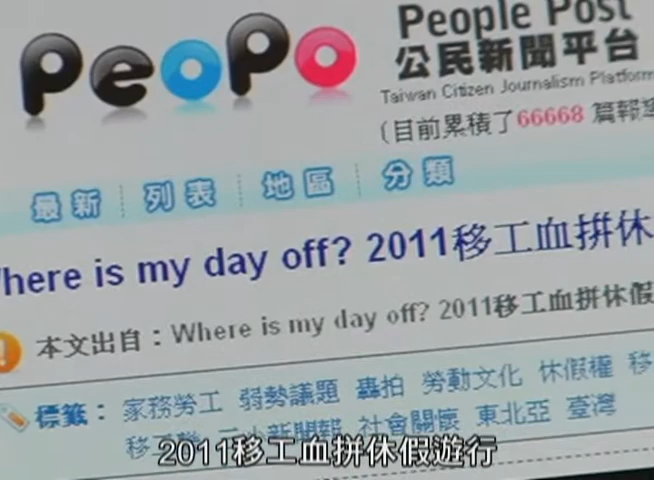 PeoPo
People Post
公民新聞平台
Taiwan Citizen Journalism Platform
(目前累積了66668 篇報導
最新 列表 地區 分類
Where is my day off? 2011移工血拼休
本文出自：Where is my day off? 2011移工血拼休假
標籤： 家務勞工 弱勢議題 轟拍 勞動文化 休假權 移
社會關懷 東北亞 臺灣
2011移工血拼休假遊行